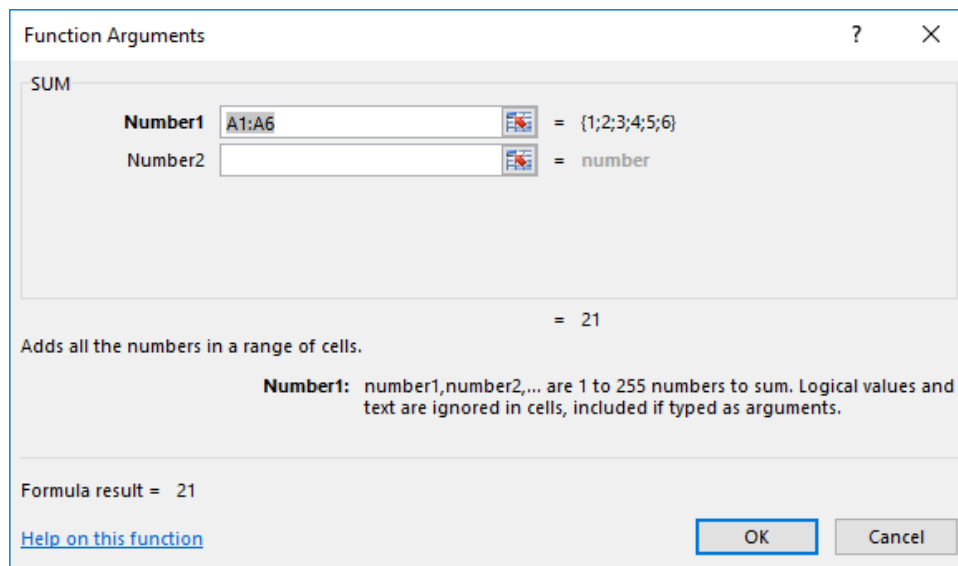 Function Arguments ? ×
SUM
Number1 A1:A6 = {1;2;3;4;5;6}
Number2 = number
= 21
Adds all the numbers in a range of cells.
Number1: number1,number2,... are 1 to 255 numbers to sum. Logical values and
text are ignored in cells, included if typed as arguments.
Formula result = 21
Help on this function OK Cancel